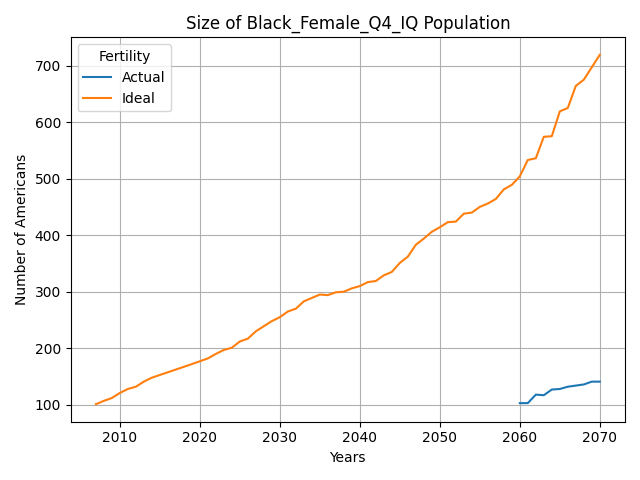 Size of Black_Female_Q4_IQ Population
Fertility
Actual
Ideal
Number of Americans
700
600
500
400
300
200
100
2010 2020 2030 2040 2050 2060 2070
Years